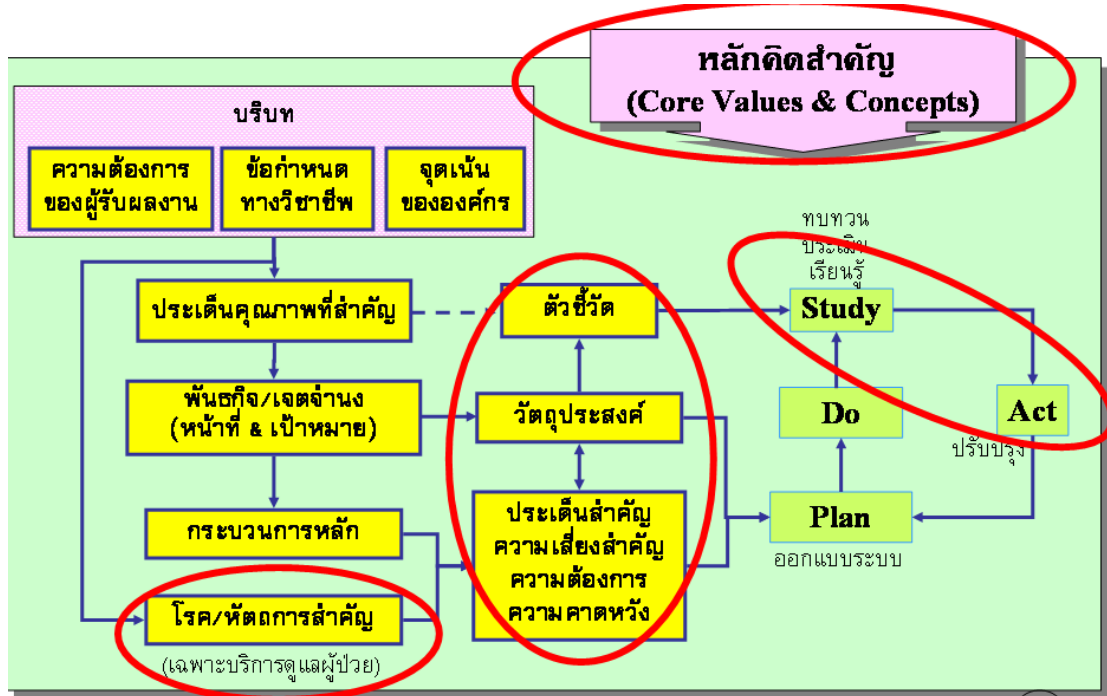 หลักคิดสำคัญ
(Core Values & Concepts)
บริบท
ความต้องการ
ของผู้รับผลงาน
ข้อกำหนด
ทางวิชาชีพ
จุดเน้น
ขององค์กร
ทบทวน
ประเมิน
เรียนรู้
ประเด็นคุณภาพที่สำคัญ
ตัวชี้วัด
Study
พันธกิจ/เจตจำนง
(หน้าที่ & เป้าหมาย)
วัตถุประสงค์
Do
Act
ปรับปรุง
กระบวนการหลัก
ประเด็นสำคัญ
ความเสี่ยงสำคัญ
ความต้องการ
ความคาดหวัง
Plan
ออกแบบระบบ
โรค/หัตถการสำคัญ
(เฉพาะบริการดูแลผู้ป่วย)